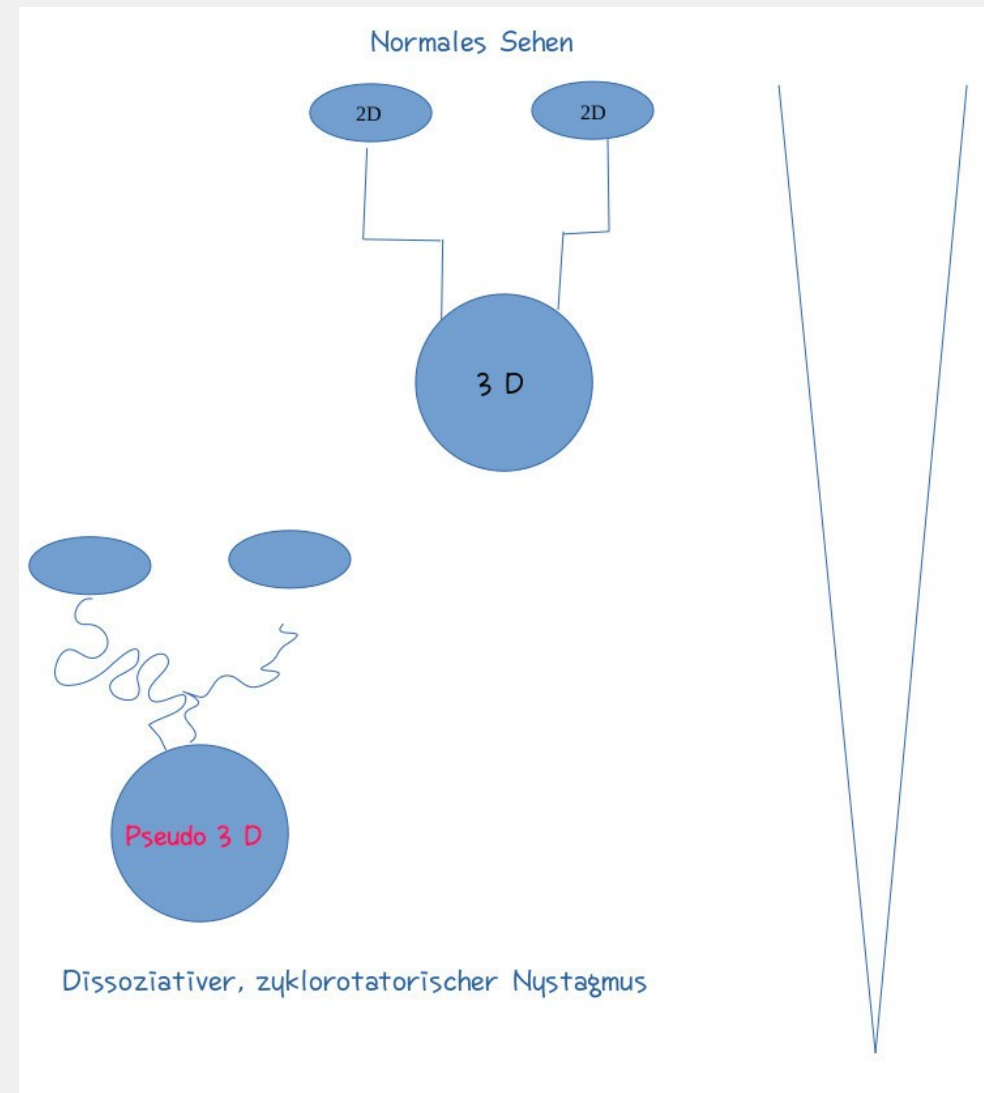 Normales Sehen
2D
2D
3 D
Pseudo 3 D
Dissoziativer, zyklorotatorischer Nystagmus